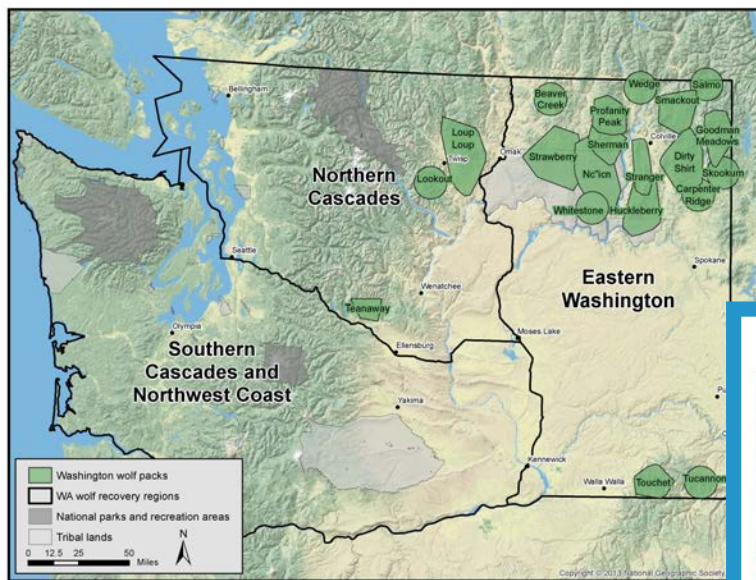 Bellingham
Wedge
Salmo
Beaver
Creek
Smackout
Profanity
Peak
Goodman
Meadows
Loup
Loup
Colville
Sherman
Omak
Twisp
Strawberry
Dirty
Shirt
Northern
Cascades
Lookout
Nc"icn
Stranger
Skookum
Carpenter
Ridge
Whitestone
Huckleberry
Seattle
Spokane
Eastern
Washington
Wenatchee
Teanaway
Olympia
Moses Lake
Ellensburg
Southern
Cascades and
Northwest Coast
Pu
Yakima
Kennewick
Walla Walla
Touchet
Tucannon
Washington wolf packs
WA wolf recovery regions
National parks and recreation areas
Tribal lands
0 12.5 25 50
Miles
N
Copyright © 2013 National Geographic Society